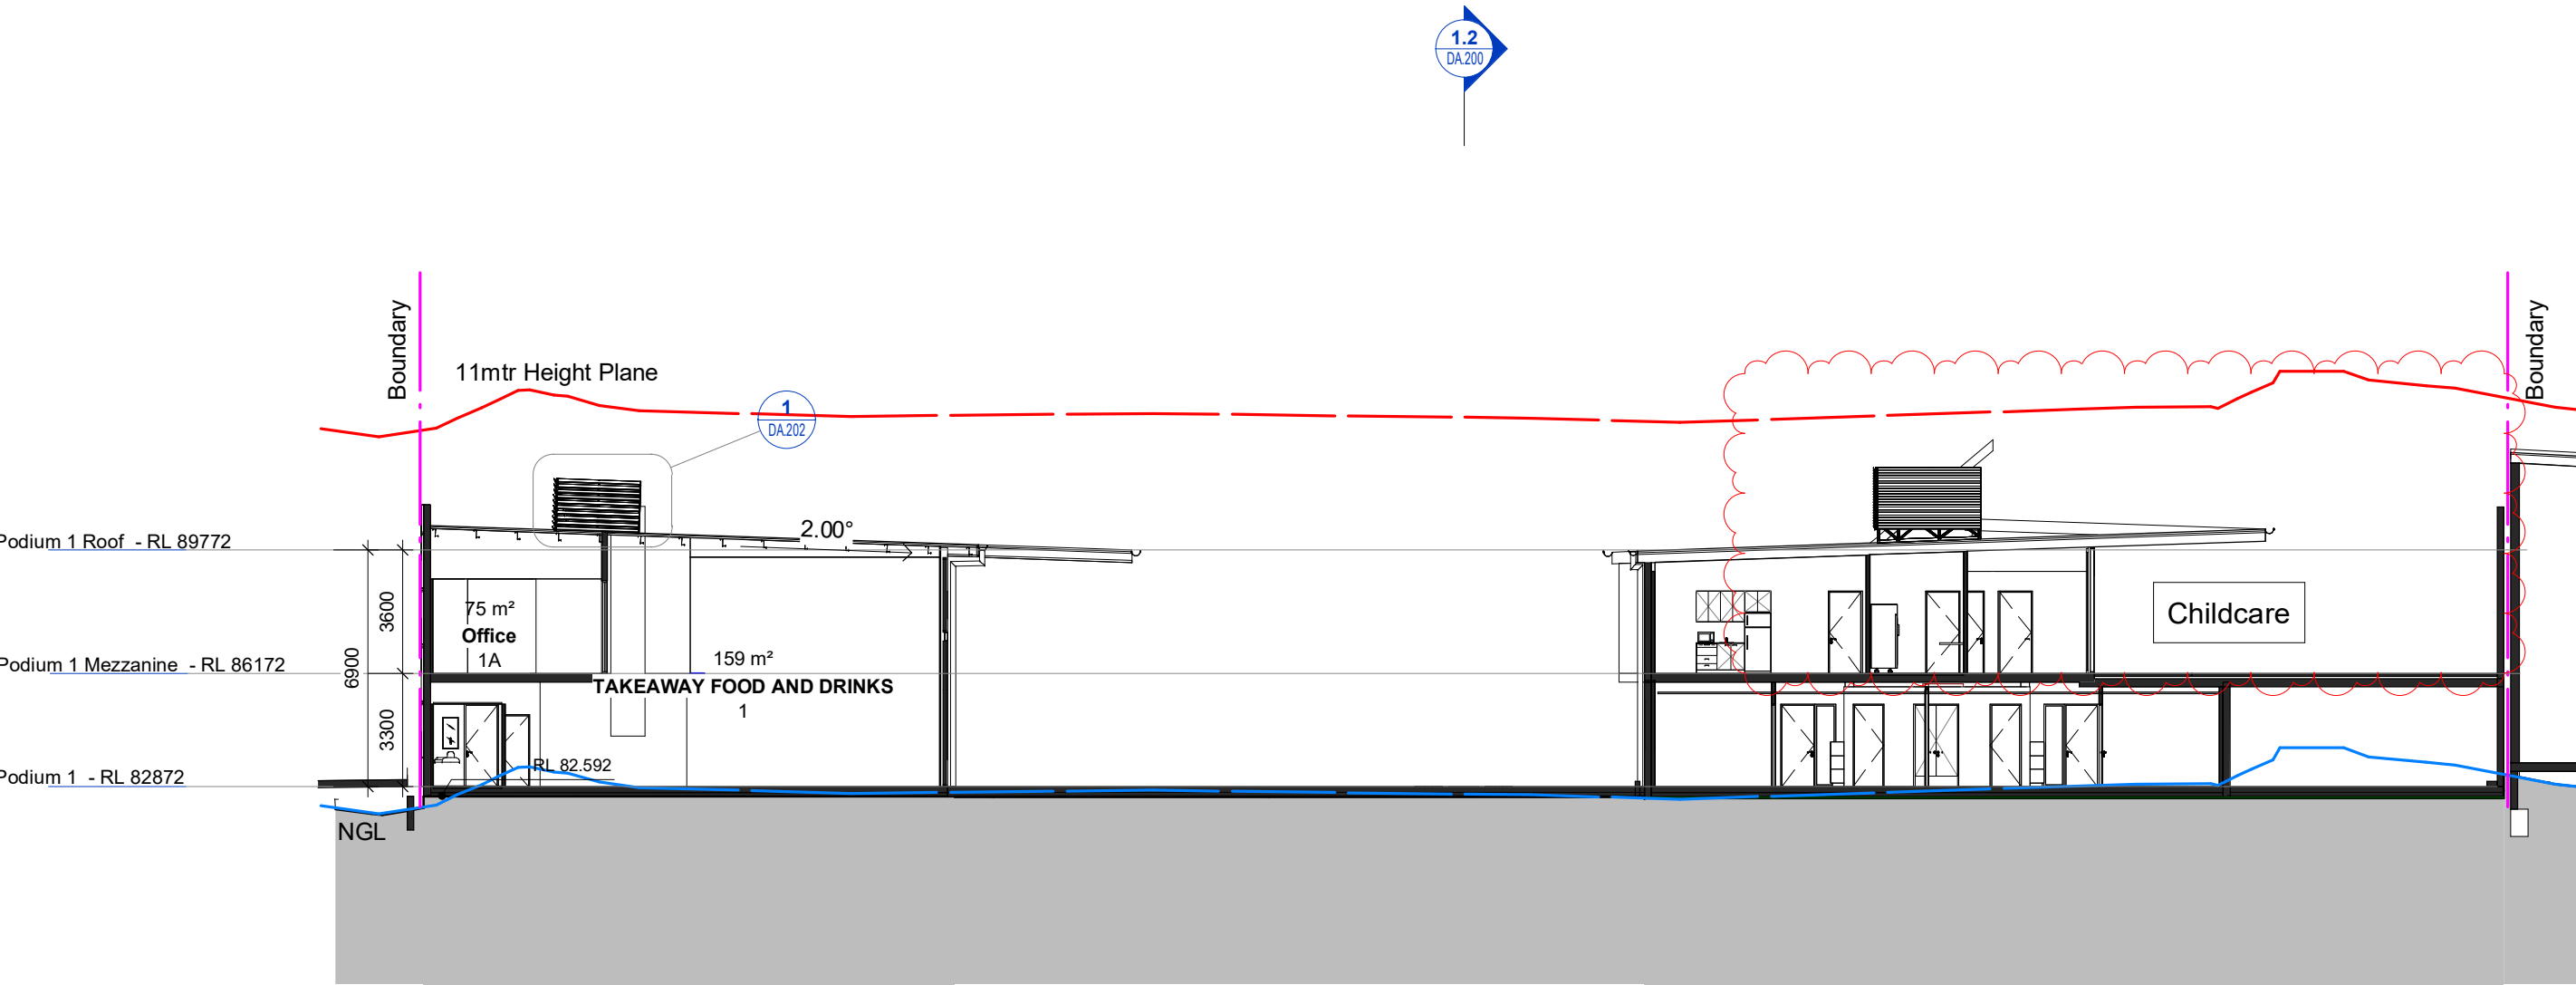 1.2
DA.200
Boundary
Boundary
11mtr Height Plane
1
DA.202
2.00°
Podium 1 Roof - RL 89772
3600
75 m²
Office
1A
Childcare
Podium 1 Mezzanine - RL 86172
6900
159 m²
TAKEAWAY FOOD AND DRINKS
1
3300
RL 82.592
Podium 1 - RL 82872
NGL